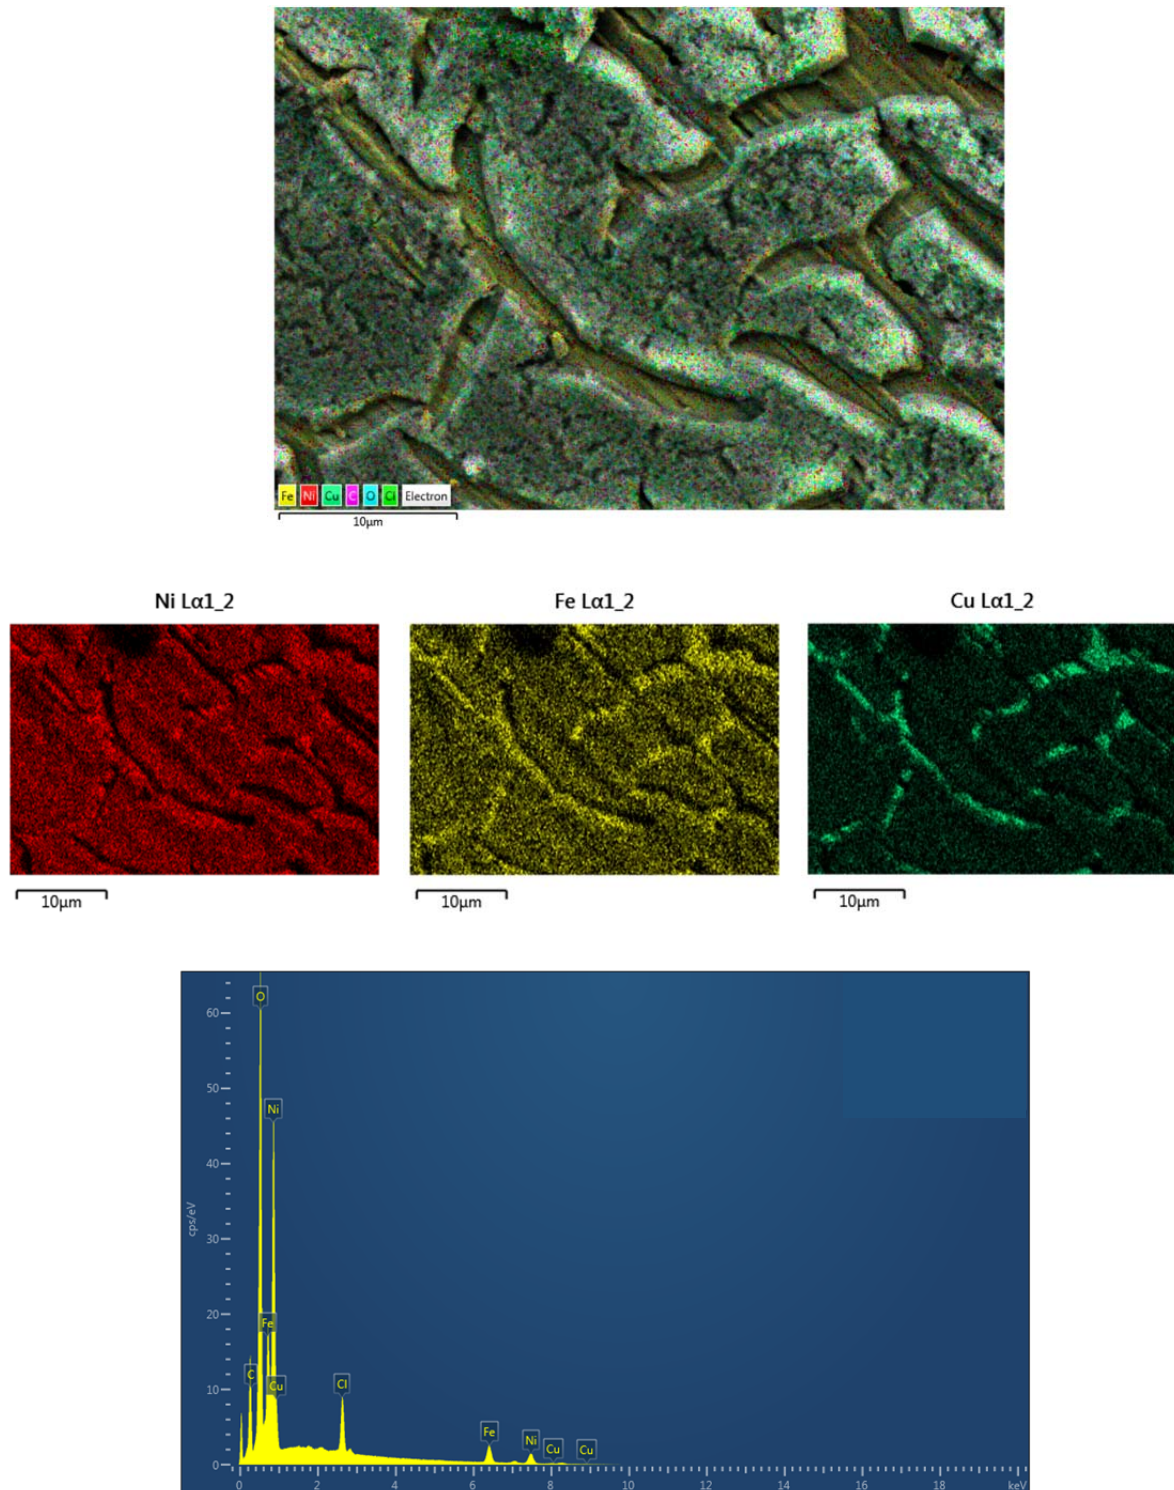 Fe Ni Cu C O Cl Electron
10µm
Ni Lα1_2 Fe Lα1_2 Cu Lα1_2
10µm 10µm 10µm
O
60
50
Ni
40
cps/eV
30
20
Fe
C
Cu
Cl
10
Fe
Ni
Cu
Cu
0
0 2 4 6 8 10 12 14 16 18 keV